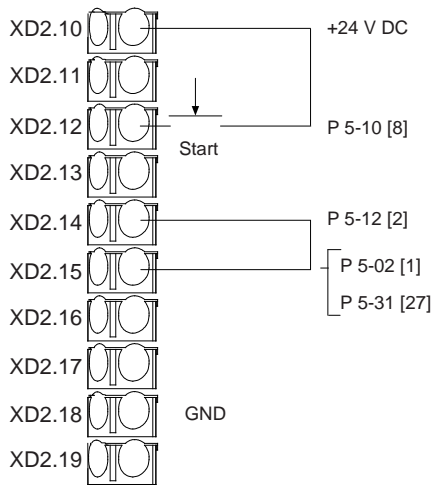 XD2.10 +24 V DC
XD2.11
XD2.12 P 5-10 [8]
Start
XD2.13
XD2.14 P 5-12 [2]
XD2.15 P 5-02 [1]
P 5-31 [27]
XD2.16
XD2.17
XD2.18 GND
XD2.19